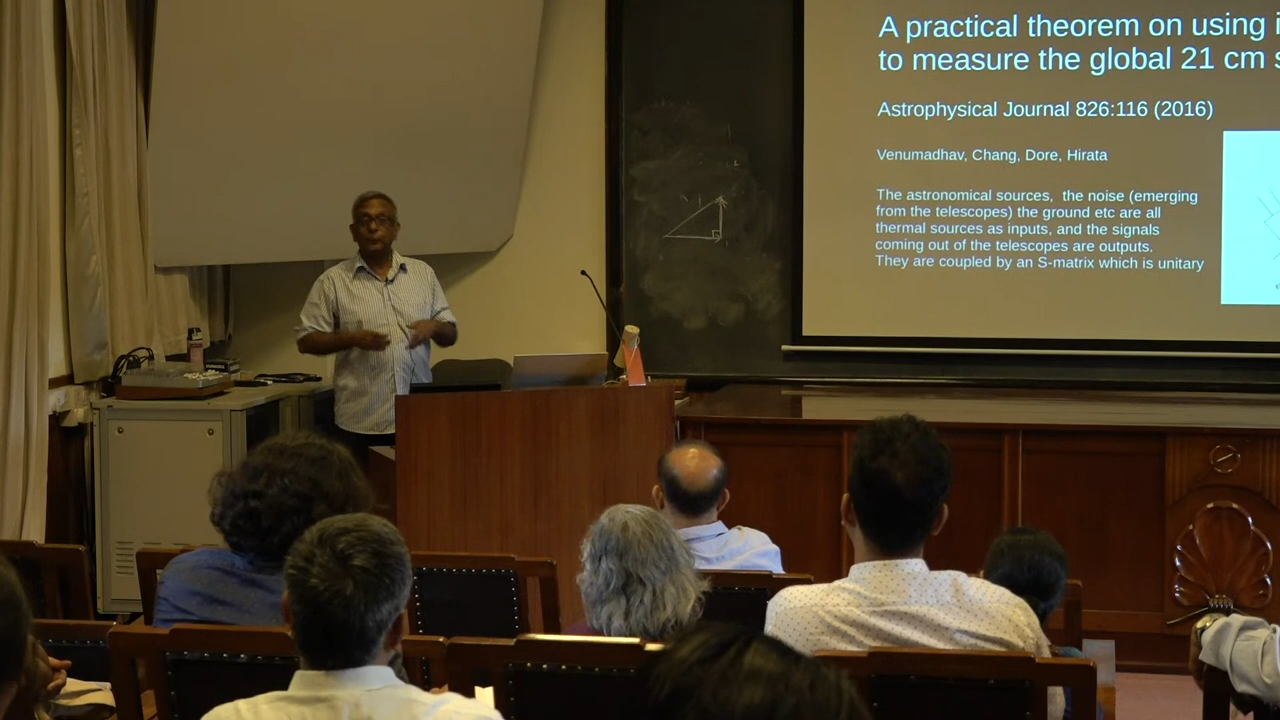 A practical theorem on using
to measure the global 21 cm
Astrophysical Journal 826:116 (2016)
Venumadhav, Chang, Dore, Hirata
The astronomical sources, the noise (emerging
from the telescopes) the ground etc are all
thermal sources as inputs, and the signals
coming out of the telescopes are outputs.
They are coupled by an S-matrix which is unitary